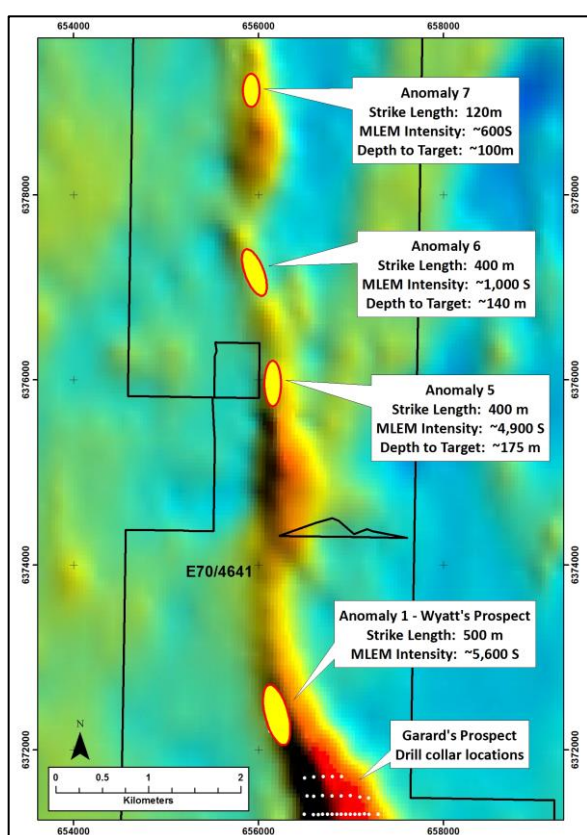 654000 656000 658000
Anomaly 7
Strike Length: 120m
MLEM Intensity: ~600S
Depth to Target: ~100m
6378000 6378000
Anomaly 6
Strike Length: 400 m
MLEM Intensity: ~1,000 S
Depth to Target: ~140 m
6376000 6376000
Anomaly 5
Strike Length: 400 m
MLEM Intensity: ~4,900 S
Depth to Target: ~175 m
6374000 6374000
E70/4641
Anomaly 1 - Wyatt's Prospect
Strike Length: 500 m
MLEM Intensity: ~5,600 S
Garard's Prospect
Drill collar locations
6372000 6372000
N
0 0.5 1 2
Kilometers
654000 656000 658000